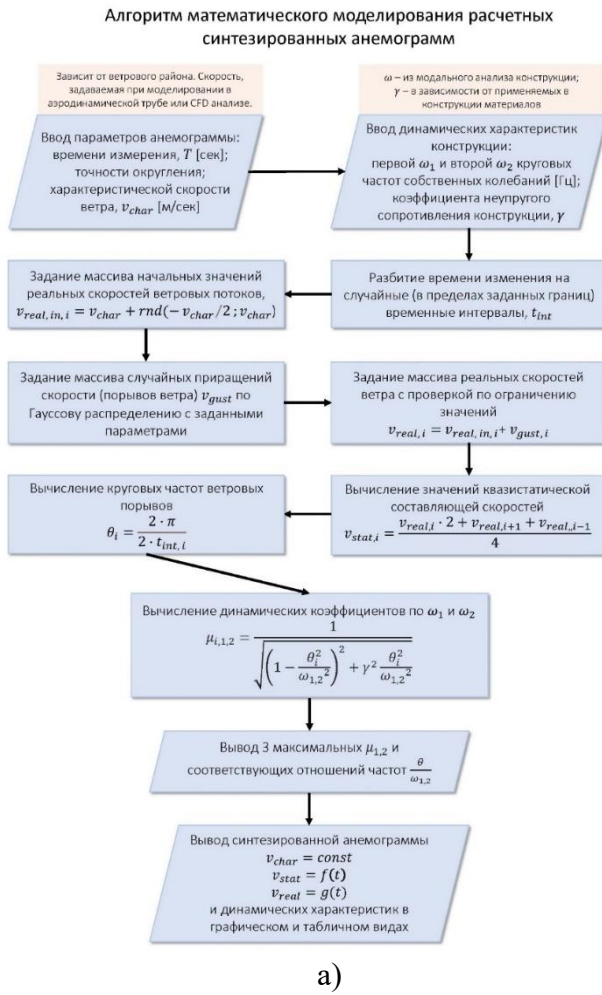 Алгоритм математического моделирования расчетных
синтезированных анемограмм
Зависит от ветрового района. Скорость,
задаваемая при моделировании в
аэродинамической трубе или CFD анализе.
ω – из модального анализа конструкции;
γ – в зависимости от применяемых в
конструкции материалов
Ввод параметров анемограммы:
времени измерения, T [сек];
точности округления;
характеристической скорости
ветра, v_char [м/сек]
Ввод динамических характеристик
конструкции:
первой ω₁ и второй ω₂ круговых
частот собственных колебаний [Гц];
коэффициента неупругого
сопротивления конструкции, γ
Задание массива начальных значений
реальных скоростей ветровых потоков,
v_real,in,i = v_char + rnd(−v_char/2; v_char)
Разбитие времени изменения на
случайные (в пределах заданных границ)
временные интервалы, t_int
Задание массива случайных приращений
скорости (порывов ветра) v_gust по
Гауссову распределению с заданными
параметрами
Задание массива реальных скоростей
ветра с проверкой по ограничению
значений
v_real,i = v_real,in,i + v_gust,i
Вычисление круговых частот ветровых
порывов
θ_i = 2 · π / 2 · t_int,i
Вычисление значений квазистатической
составляющей скоростей
v_stat,i = v_real,i · 2 + v_real,i+1 + v_real,,i−1 / 4
Вычисление динамических коэффициентов по ω₁ и ω₂
μ_i,1,2 = 1 / √((1 − θ_i²/ω_1,2²)² + γ² θ_i²/ω_1,2²)
Вывод 3 максимальных μ_1,2 и
соответствующих отношений частот θ/ω_1,2
Вывод синтезированной анемограммы
v_char = const
v_stat = f(t)
v_real = g(t)
и динамических характеристик в
графическом и табличном видах
а)